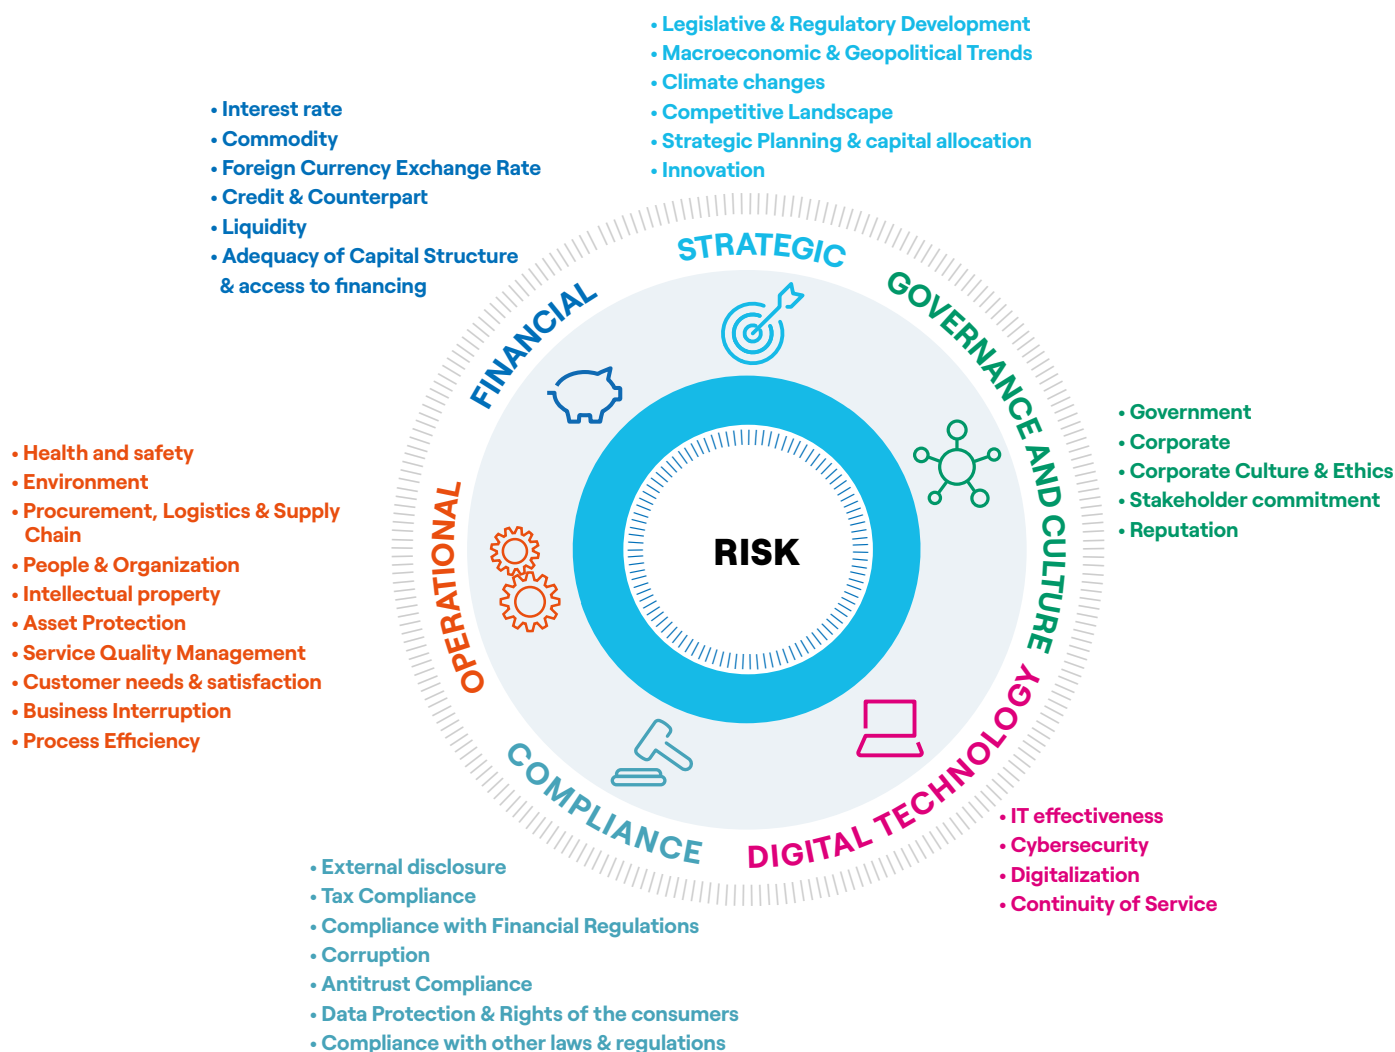 • Legislative & Regulatory Development
• Macroeconomic & Geopolitical Trends
• Climate changes
• Competitive Landscape
• Strategic Planning & capital allocation
• Innovation
• Interest rate
• Commodity
• Foreign Currency Exchange Rate
• Credit & Counterpart
• Liquidity
• Adequacy of Capital Structure
& access to financing
STRATEGIC
FINANCIAL
GOVERNANCE AND CULTURE
• Government
• Corporate
• Corporate Culture & Ethics
• Stakeholder commitment
• Reputation
• Health and safety
• Environment
• Procurement, Logistics & Supply
Chain
• People & Organization
• Intellectual property
• Asset Protection
• Service Quality Management
• Customer needs & satisfaction
• Business Interruption
• Process Efficiency
OPERATIONAL
RISK
COMPLIANCE
DIGITAL TECHNOLOGY
• IT effectiveness
• Cybersecurity
• Digitalization
• Continuity of Service
• External disclosure
• Tax Compliance
• Compliance with Financial Regulations
• Corruption
• Antitrust Compliance
• Data Protection & Rights of the consumers
• Compliance with other laws & regulations